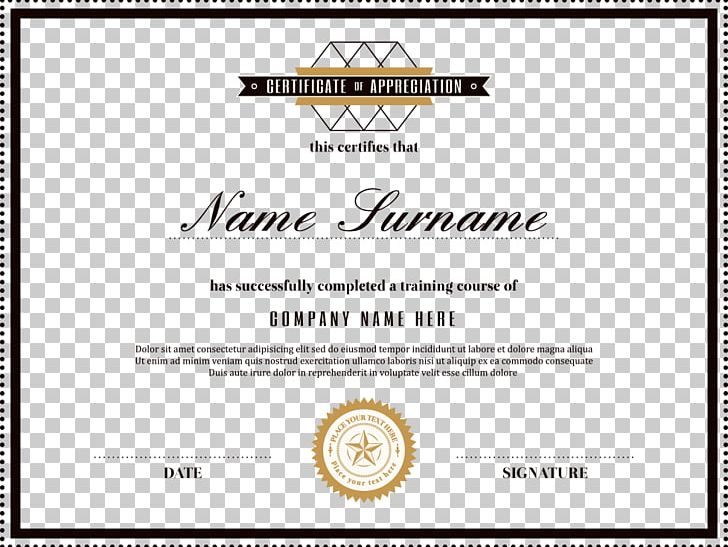 CERTIFICATE OF APPRECIATION
this certifies that
Name Surname
has successfully completed a training course of
COMPANY NAME HERE
Dolor sit amet consectetur adipisicing elit sed do eiusmod tempor incididunt ut labore et dolore magna aliqua
Ut enim ad minim veniam quis nostrud exercitation ullamco laboris nisi ut aliquip ex ea commodo consequate
Duis aute irure dolor in reprehenderit in voluptate velit esse cillum dolore
PLACE YOUR TEXT HERE
Place your text here
DATE
SIGNATURE